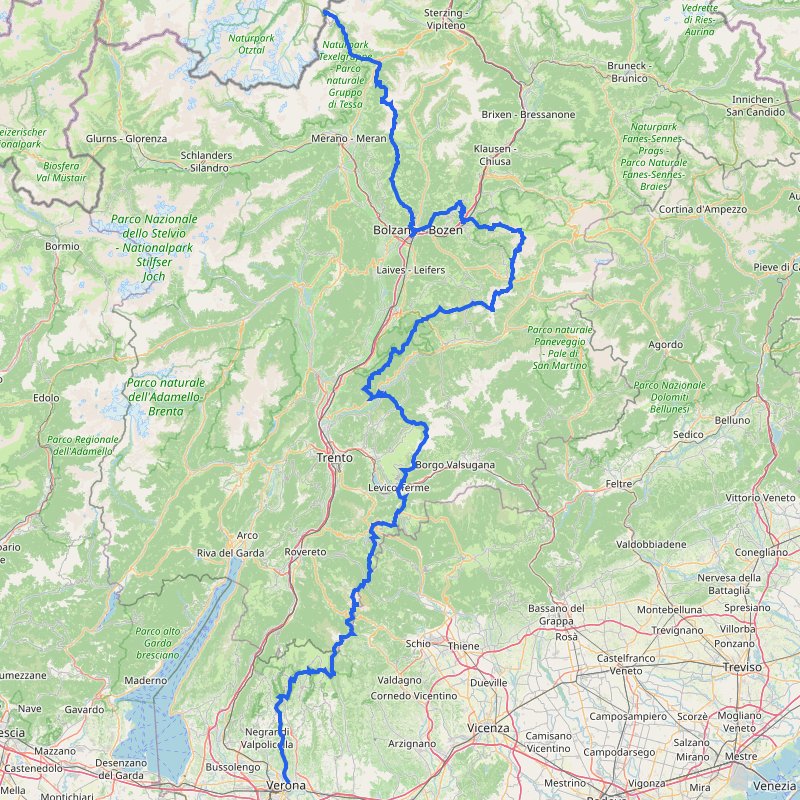 Sterzing -
Vipiteno
Vedrette
di Ries-
Aurina
Naturpark
Ötztal
Naturpark
Texelgruppe
- Parco
naturale
Gruppo
di Tessa
Bruneck -
Brunico
Innichen -
San Candido
Brixen - Bressanone
Glurns - Glorenza
Merano - Meran
Klausen -
Chiusa
Naturpark
Fanes-Sennes-
Prags -
Parco Naturale
Fanes-Sennes-
Braies
Schlanders
- Silandro
Biosfera
Val Müstair
Parco Nazionale
dello Stelvio
- Nationalpark
Stilfser
Joch
Cortina d'Ampezzo
Bormio
Bozen
Laives - Leifers
Pieve di Ca
Parco naturale
Paneveggio
- Pale di
San Martino
Agordo
Parco naturale
dell'Adamello-
Brenta
Parco Nazionale
Dolomiti
Bellunesi
Edolo
Belluno
Sedico
Parco Regionale
dell'Adamello
Trento
Borgo Valsugana
Feltre
Levico Terme
Vittorio Veneto
Arco
Riva del Garda
Rovereto
Valdobbiadene
Conegliano
Nervesa della
Battaglia
Bassano del
Grappa
Montebelluna
Spresiano
Rosà
Trevignano
Villorba
Ponzano
Parco alto
Garda
bresciano
Schio
Thiene
Castelfranco
Veneto
Treviso
Maderno
Valdagno
Dueville
Cornedo Vicentino
Nave
Gavardo
Camposampiero
Scorzè
Mogliano
Veneto
Negrar di
Valpolicella
Vicenza
Arzignano
Camisano
Vicentino
Salzano
Mazzano
Desenzano
del Garda
Campodarsego
Mirano
Mestre
Castenedolo
Bussolengo
Verona
Mestrino
Vigonza
Mira
Venezia
Montichiari